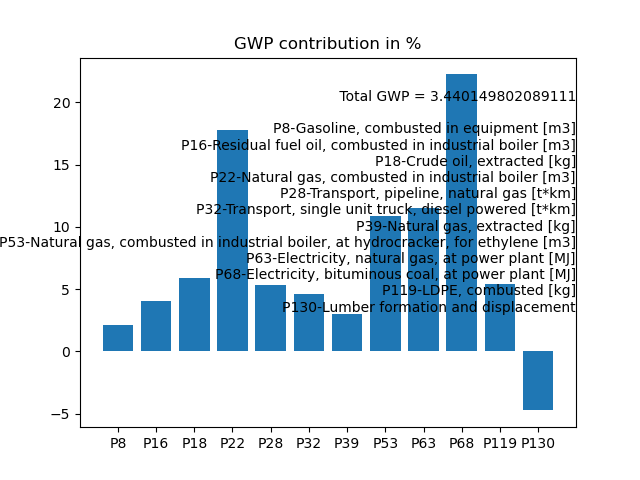 GWP contribution in %
Total GWP = 3.440149802089111
P8-Gasoline, combusted in equipment [m3]
P16-Residual fuel oil, combusted in industrial boiler [m3]
P18-Crude oil, extracted [kg]
P22-Natural gas, combusted in industrial boiler [m3]
P28-Transport, pipeline, natural gas [t*km]
P32-Transport, single unit truck, diesel powered [t*km]
P39-Natural gas, extracted [kg]
P53-Natural gas, combusted in industrial boiler, at hydrocracker, for ethylene [m3]
P63-Electricity, natural gas, at power plant [MJ]
P68-Electricity, bituminous coal, at power plant [MJ]
P119-LDPE, combusted [kg]
P130-Lumber formation and displacement
20
15
10
5
0
−5
P8 P16 P18 P22 P28 P32 P39 P53 P63 P68 P119 P130